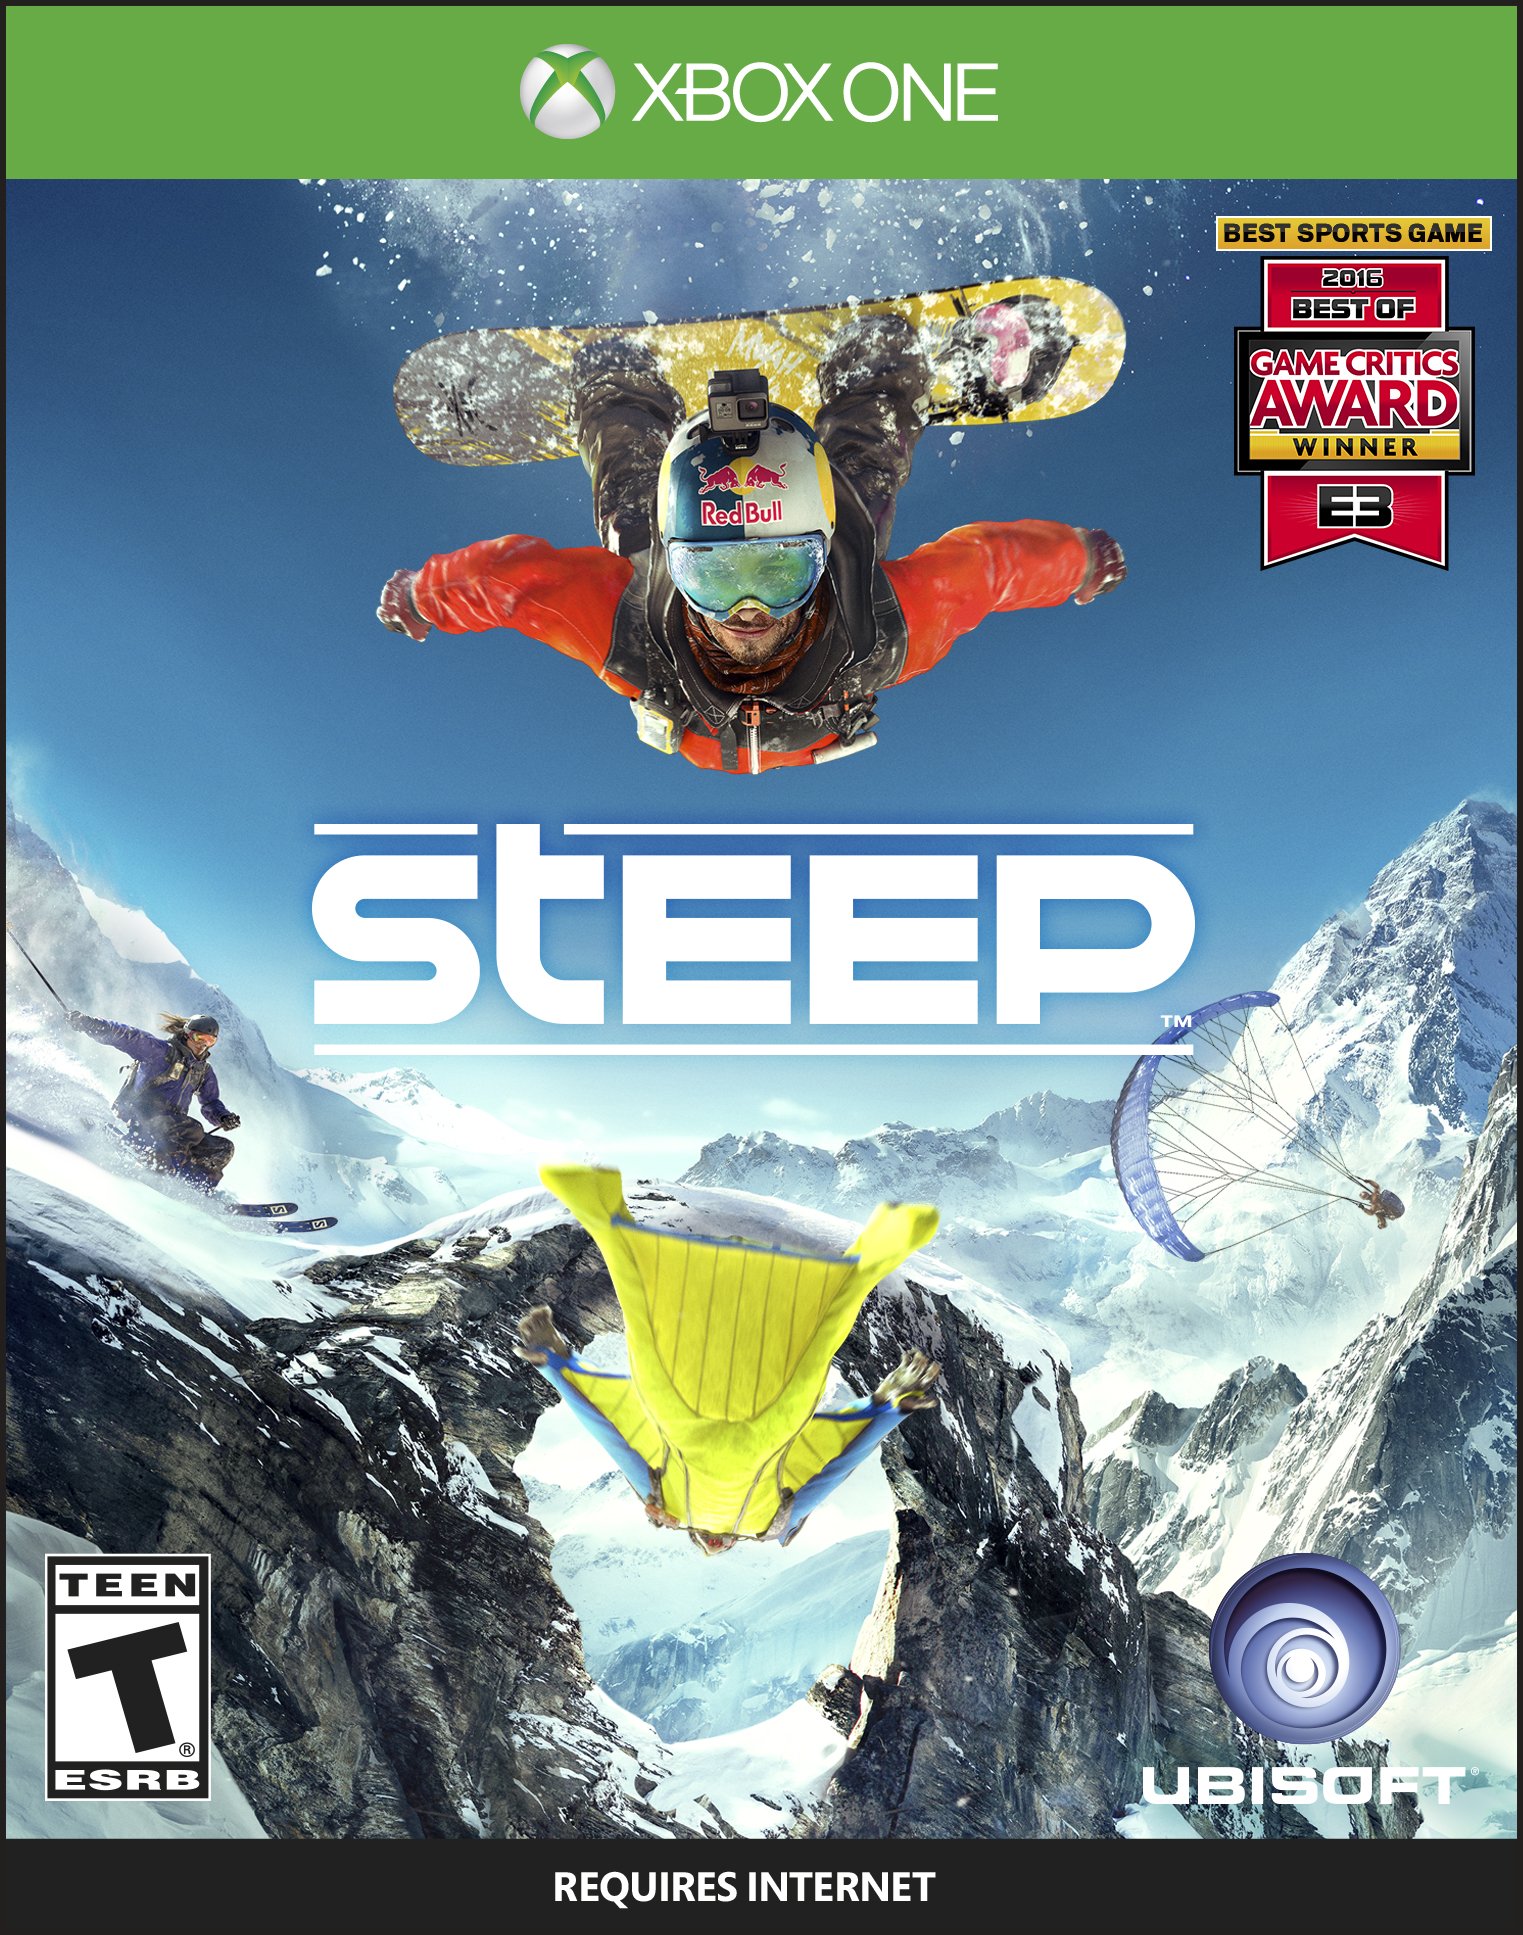 XBOX ONE
BEST SPORTS GAME
2016
BEST OF
GAME CRITICS
AWARD
WINNER
E3
MWAH
Red Bull
STEEP
TM
S
S
TEEN
T
®
ESRB
UBISOFT®
REQUIRES INTERNET